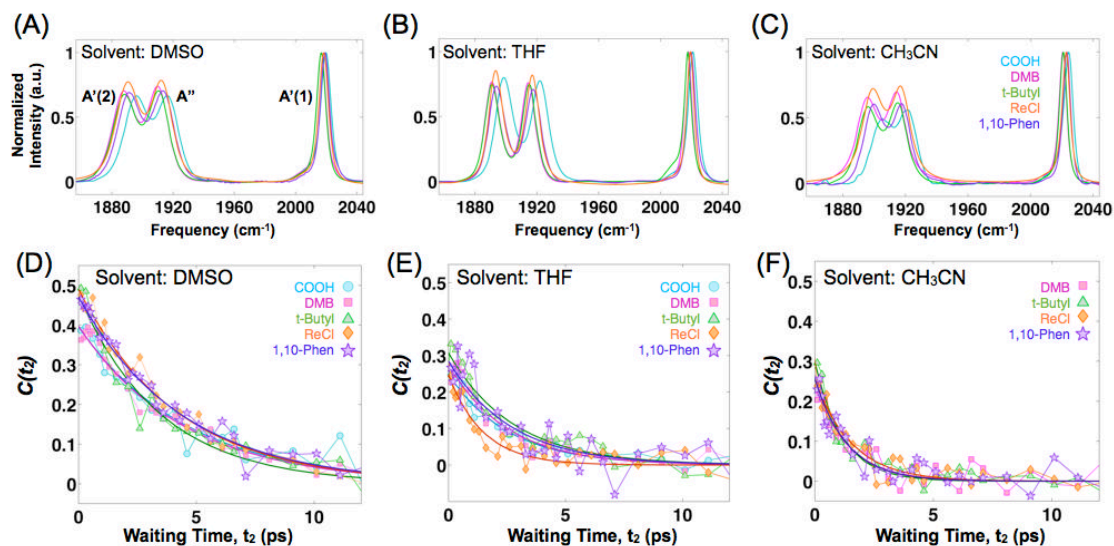 (A)
Solvent: DMSO
A'(2)
A"
A'(1)
Normalized
Intensity (a.u.)
1
0.5
0
1880
1920
1960
2000
2040
Frequency (cm⁻¹)
(B)
Solvent: THF
1
0.5
0
1880
1920
1960
2000
2040
Frequency (cm⁻¹)
(C)
Solvent: CH₃CN
COOH
DMB
t-Butyl
ReCl
1,10-Phen
1
0.5
0
1880
1920
1960
2000
2040
Frequency (cm⁻¹)
(D)
Solvent: DMSO
COOH
DMB
t-Butyl
ReCl
1,10-Phen
C(t₂)
0.5
0.4
0.3
0.2
0.1
0
0
5
10
Waiting Time, t₂ (ps)
(E)
Solvent: THF
COOH
DMB
t-Butyl
ReCl
1,10-Phen
C(t₂)
0.5
0.4
0.3
0.2
0.1
0
0
5
10
Waiting Time, t₂ (ps)
(F)
Solvent: CH₃CN
DMB
t-Butyl
ReCl
1,10-Phen
C(t₂)
0.5
0.4
0.3
0.2
0.1
0
0
5
10
Waiting Time, t₂ (ps)